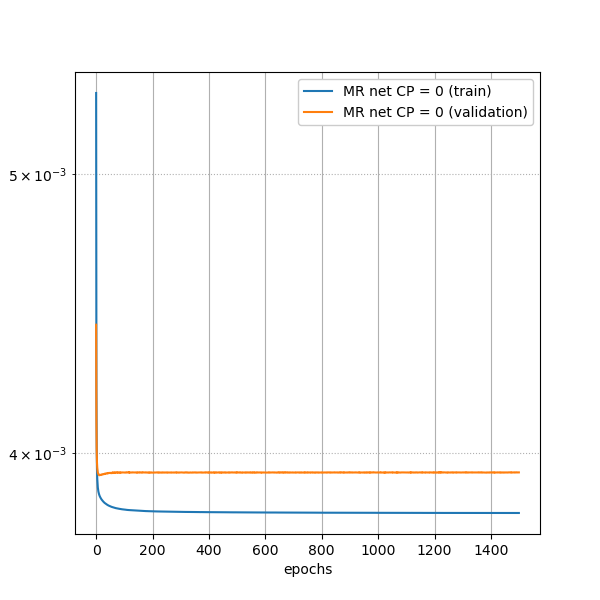 MR net CP = 0 (train)
MR net CP = 0 (validation)
5 × 10⁻³
4 × 10⁻³
0 200 400 600 800 1000 1200 1400
epochs